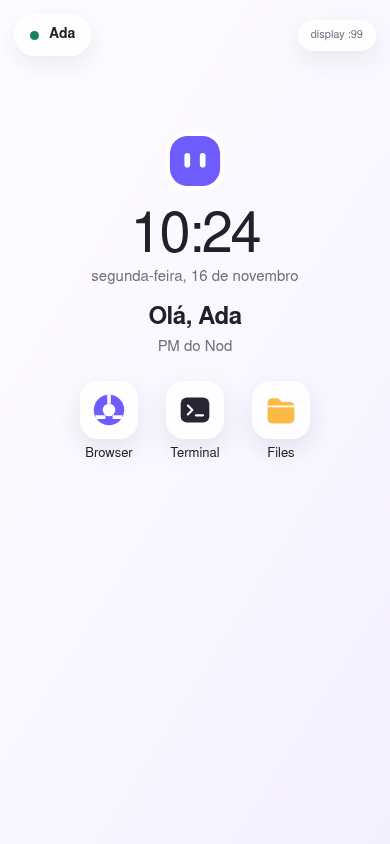 Ada
display :99
10:24
segunda-feira, 16 de novembro
Olá, Ada
PM do Nod
Browser
Terminal
Files